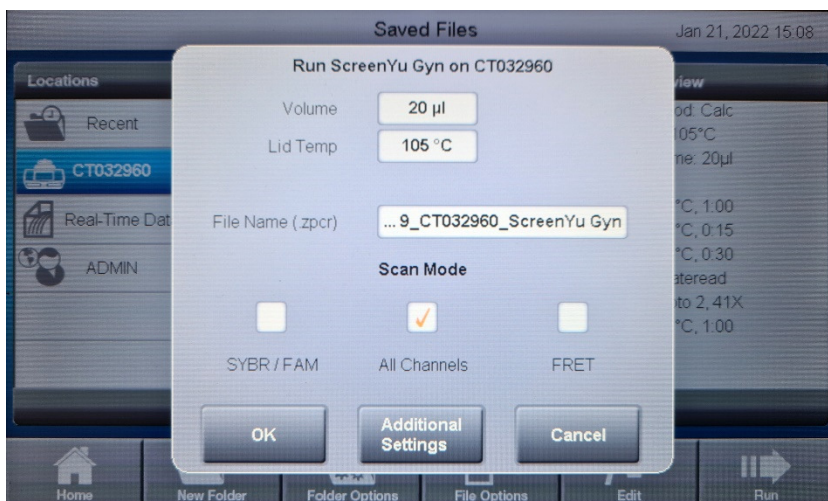 Saved Files
Jan 21, 2022 15:08
Run ScreenYu Gyn on CT032960
Volume
20 µl
Lid Temp
105 °C
File Name (.zpcr)
... 9_CT032960_ScreenYu Gyn
Scan Mode
SYBR / FAM
All Channels
FRET
OK
Additional
Settings
Cancel
Locations
Recent
CT032960
Real-Time Dat
ADMIN
view
od: Calc
105°C
me: 20µl
°C, 1:00
°C, 0:15
°C, 0:30
ateread
oto 2, 41X
°C, 1:00
Home
New Folder
Folder Options
File Options
Edit
Run